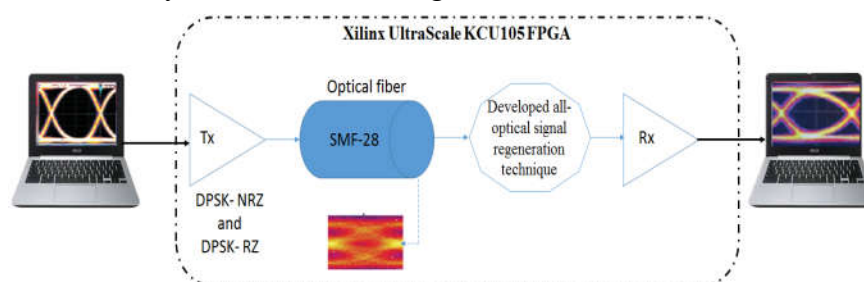 Xilinx UltraScale KCU105 FPGA
Optical fiber
Tx
SMF-28
Developed all-
optical signal
regeneration
technique
Rx
DPSK- NRZ
and
DPSK- RZ